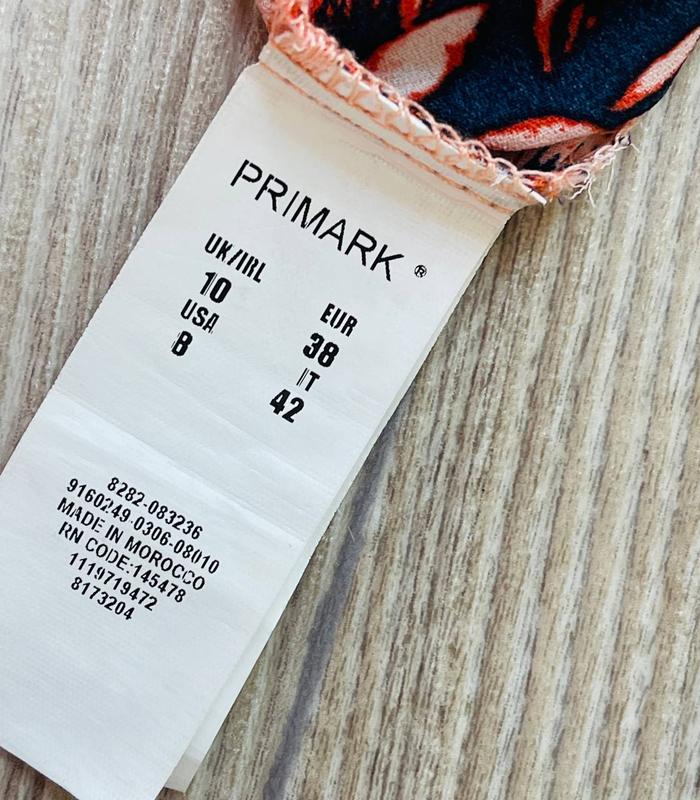 PRIMARK ®
UK/IRL
10
USA
8
EUR
38
IT
42
8282-083236
9160249-0306-08010
MADE IN MOROCCO
RN CODE:145478
1119719472
8173204